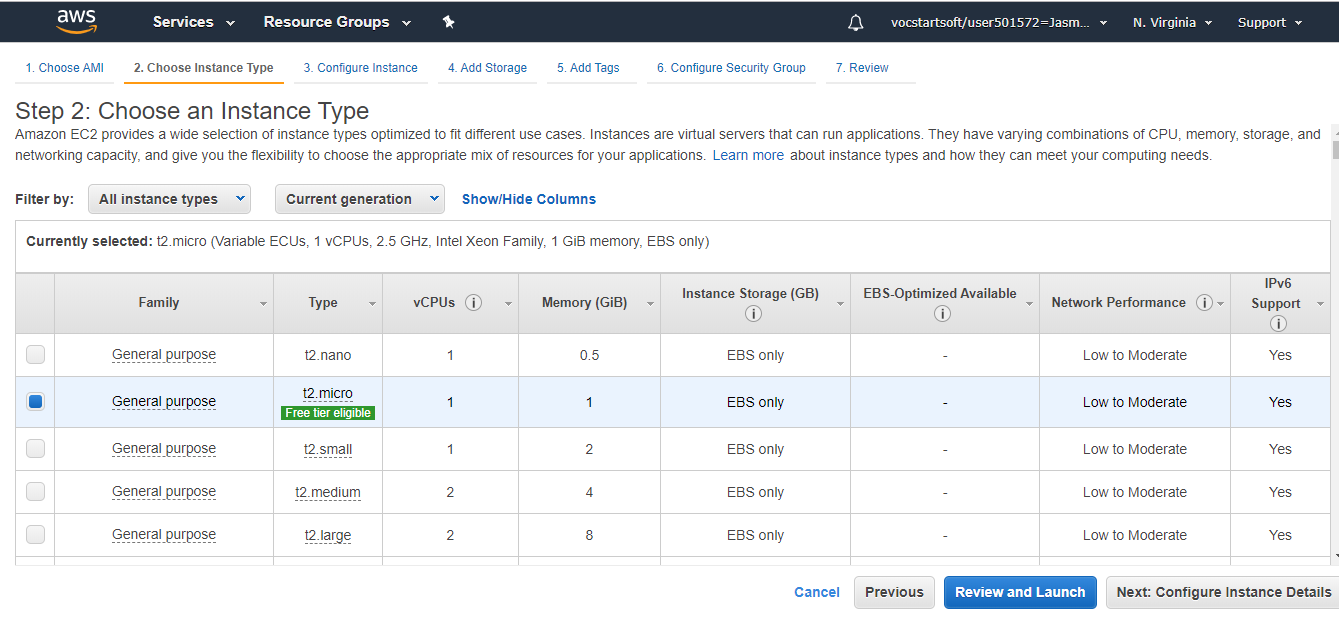 aws Services Resource Groups vocstartsoft/user501572=Jasm... N. Virginia Support
1. Choose AMI 2. Choose Instance Type 3. Configure Instance 4. Add Storage 5. Add Tags 6. Configure Security Group 7. Review
Step 2: Choose an Instance Type
Amazon EC2 provides a wide selection of instance types optimized to fit different use cases. Instances are virtual servers that can run applications. They have varying combinations of CPU, memory, storage, and
networking capacity, and give you the flexibility to choose the appropriate mix of resources for your applications. Learn more about instance types and how they can meet your computing needs.
Filter by: All instance types Current generation Show/Hide Columns
Currently selected: t2.micro (Variable ECUs, 1 vCPUs, 2.5 GHz, Intel Xeon Family, 1 GiB memory, EBS only)
Family Type vCPUs i Memory (GiB) Instance Storage (GB) i EBS-Optimized Available i Network Performance i IPv6 Support i
General purpose t2.nano 1 0.5 EBS only - Low to Moderate Yes
General purpose t2.micro Free tier eligible 1 1 EBS only - Low to Moderate Yes
General purpose t2.small 1 2 EBS only - Low to Moderate Yes
General purpose t2.medium 2 4 EBS only - Low to Moderate Yes
General purpose t2.large 2 8 EBS only - Low to Moderate Yes
Cancel Previous Review and Launch Next: Configure Instance Details